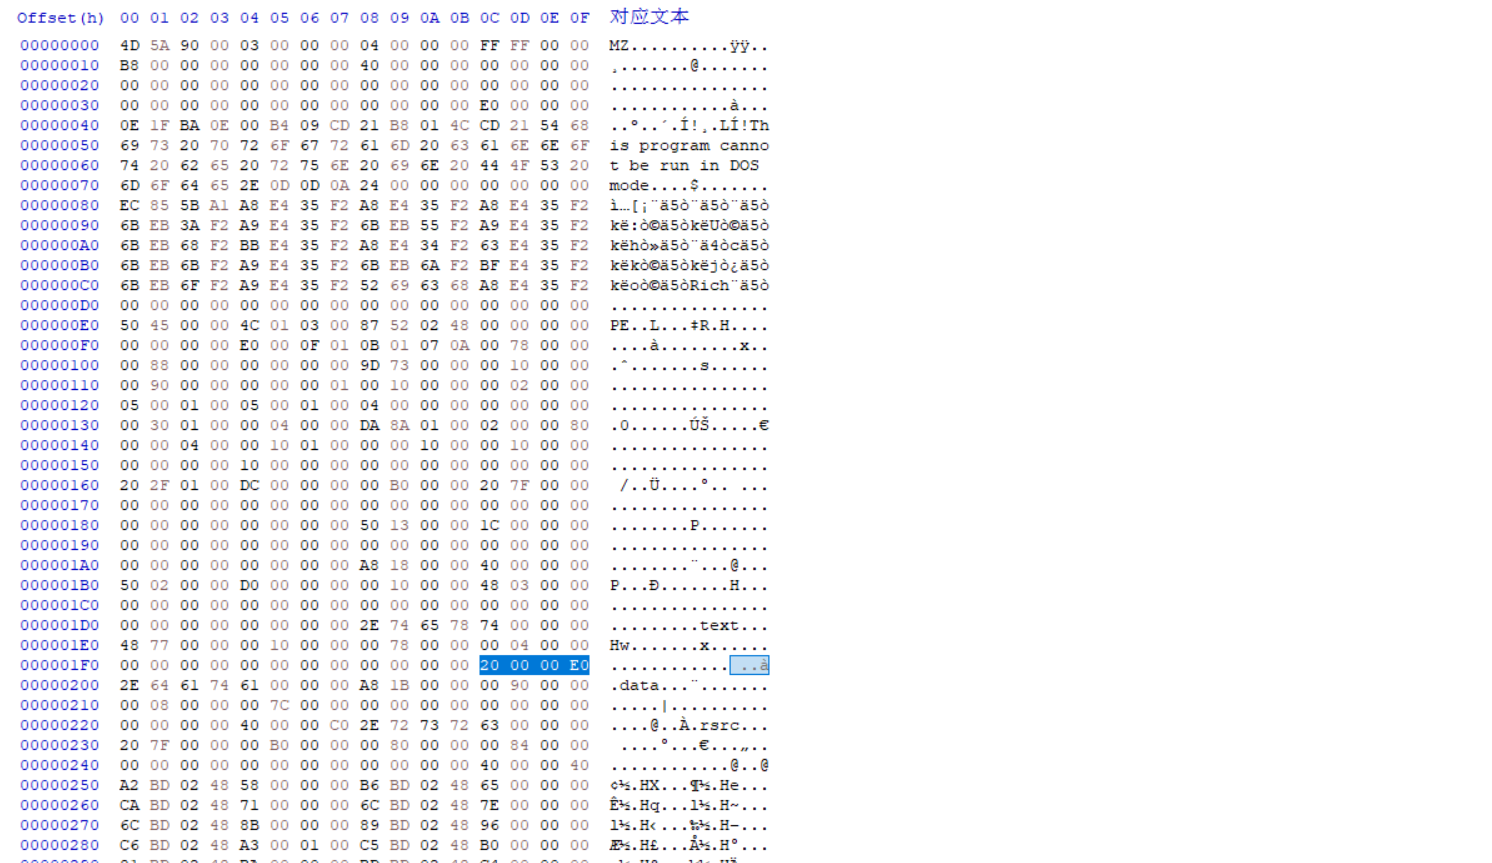 Offset(h) 00 01 02 03 04 05 06 07 08 09 0A 0B 0C 0D 0E 0F 对应文本
00000000 4D 5A 90 00 03 00 00 00 04 00 00 00 FF FF 00 00 MZ..........ÿÿ..
00000010 B8 00 00 00 00 00 00 00 40 00 00 00 00 00 00 00 ¸.......@.......
00000020 00 00 00 00 00 00 00 00 00 00 00 00 00 00 00 00 ................
00000030 00 00 00 00 00 00 00 00 00 00 00 00 E0 00 00 00 ............à...
00000040 0E 1F BA 0E 00 B4 09 CD 21 B8 01 4C CD 21 54 68 ..º..´.Í!¸.LÍ!Th
00000050 69 73 20 70 72 6F 67 72 61 6D 20 63 61 6E 6E 6F is program canno
00000060 74 20 62 65 20 72 75 6E 20 69 6E 20 44 4F 53 20 t be run in DOS
00000070 6D 6F 64 65 2E 0D 0D 0A 24 00 00 00 00 00 00 00 mode....$.......
00000080 EC 85 5B A1 A8 E4 35 F2 A8 E4 35 F2 A8 E4 35 F2 ì…[¡¨ä5ò¨ä5ò¨ä5ò
00000090 6B EB 3A F2 A9 E4 35 F2 6B EB 55 F2 A9 E4 35 F2 kë:ò©ä5òkëUò©ä5ò
000000A0 6B EB 68 F2 BB E4 35 F2 A8 E4 34 F2 63 E4 35 F2 këhò»ä5ò¨ä4òcä5ò
000000B0 6B EB 6B F2 A9 E4 35 F2 6B EB 6A F2 BF E4 35 F2 këkò©ä5òkëjò¿ä5ò
000000C0 6B EB 6F F2 A9 E4 35 F2 52 69 63 68 A8 E4 35 F2 këoò©ä5òRich¨ä5ò
000000D0 00 00 00 00 00 00 00 00 00 00 00 00 00 00 00 00 ................
000000E0 50 45 00 00 4C 01 03 00 87 52 02 48 00 00 00 00 PE..L...‡R.H....
000000F0 00 00 00 00 E0 00 0F 01 0B 01 07 0A 00 78 00 00 ....à........x..
00000100 00 88 00 00 00 00 00 00 9D 73 00 00 00 10 00 00 .ˆ.......s......
00000110 00 90 00 00 00 00 00 01 00 10 00 00 00 02 00 00 ................
00000120 05 00 01 00 05 00 01 00 04 00 00 00 00 00 00 00 ................
00000130 00 30 01 00 00 04 00 00 DA 8A 01 00 02 00 00 80 .0......ÚŠ.....€
00000140 00 00 04 00 00 10 01 00 00 00 10 00 00 10 00 00 ................
00000150 00 00 00 00 10 00 00 00 00 00 00 00 00 00 00 00 ................
00000160 20 2F 01 00 DC 00 00 00 00 B0 00 00 20 7F 00 00 /..Ü....°.. ...
00000170 00 00 00 00 00 00 00 00 00 00 00 00 00 00 00 00 ................
00000180 00 00 00 00 00 00 00 00 50 13 00 00 1C 00 00 00 ........P.......
00000190 00 00 00 00 00 00 00 00 00 00 00 00 00 00 00 00 ................
000001A0 00 00 00 00 00 00 00 00 A8 18 00 00 40 00 00 00 ........¨...@...
000001B0 50 02 00 00 D0 00 00 00 00 10 00 00 48 03 00 00 P...Ð.......H...
000001C0 00 00 00 00 00 00 00 00 00 00 00 00 00 00 00 00 ................
000001D0 00 00 00 00 00 00 00 00 2E 74 65 78 74 00 00 00 .........text...
000001E0 48 77 00 00 00 10 00 00 00 78 00 00 00 04 00 00 Hw.......x......
000001F0 00 00 00 00 00 00 00 00 00 00 00 00 20 00 00 E0 ............ ..à
00000200 2E 64 61 74 61 00 00 00 A8 1B 00 00 00 90 00 00 .data...¨.......
00000210 00 08 00 00 00 7C 00 00 00 00 00 00 00 00 00 00 .....|..........
00000220 00 00 00 00 40 00 00 C0 2E 72 73 72 63 00 00 00 ....@..À.rsrc...
00000230 20 7F 00 00 00 B0 00 00 00 80 00 00 00 84 00 00 ....°...€...„..
00000240 00 00 00 00 00 00 00 00 00 00 00 00 40 00 00 40 ............@..@
00000250 A2 BD 02 48 58 00 00 00 B6 BD 02 48 65 00 00 00 ¢½.HX...¶½.He...
00000260 CA BD 02 48 71 00 00 00 6C BD 02 48 7E 00 00 00 Ê½.Hq...l½.H~...
00000270 6C BD 02 48 8B 00 00 00 89 BD 02 48 96 00 00 00 l½.H‹...‰½.H–...
00000280 C6 BD 02 48 A3 00 01 00 C5 BD 02 48 B0 00 00 00 Æ½.H£...Å½.H°...